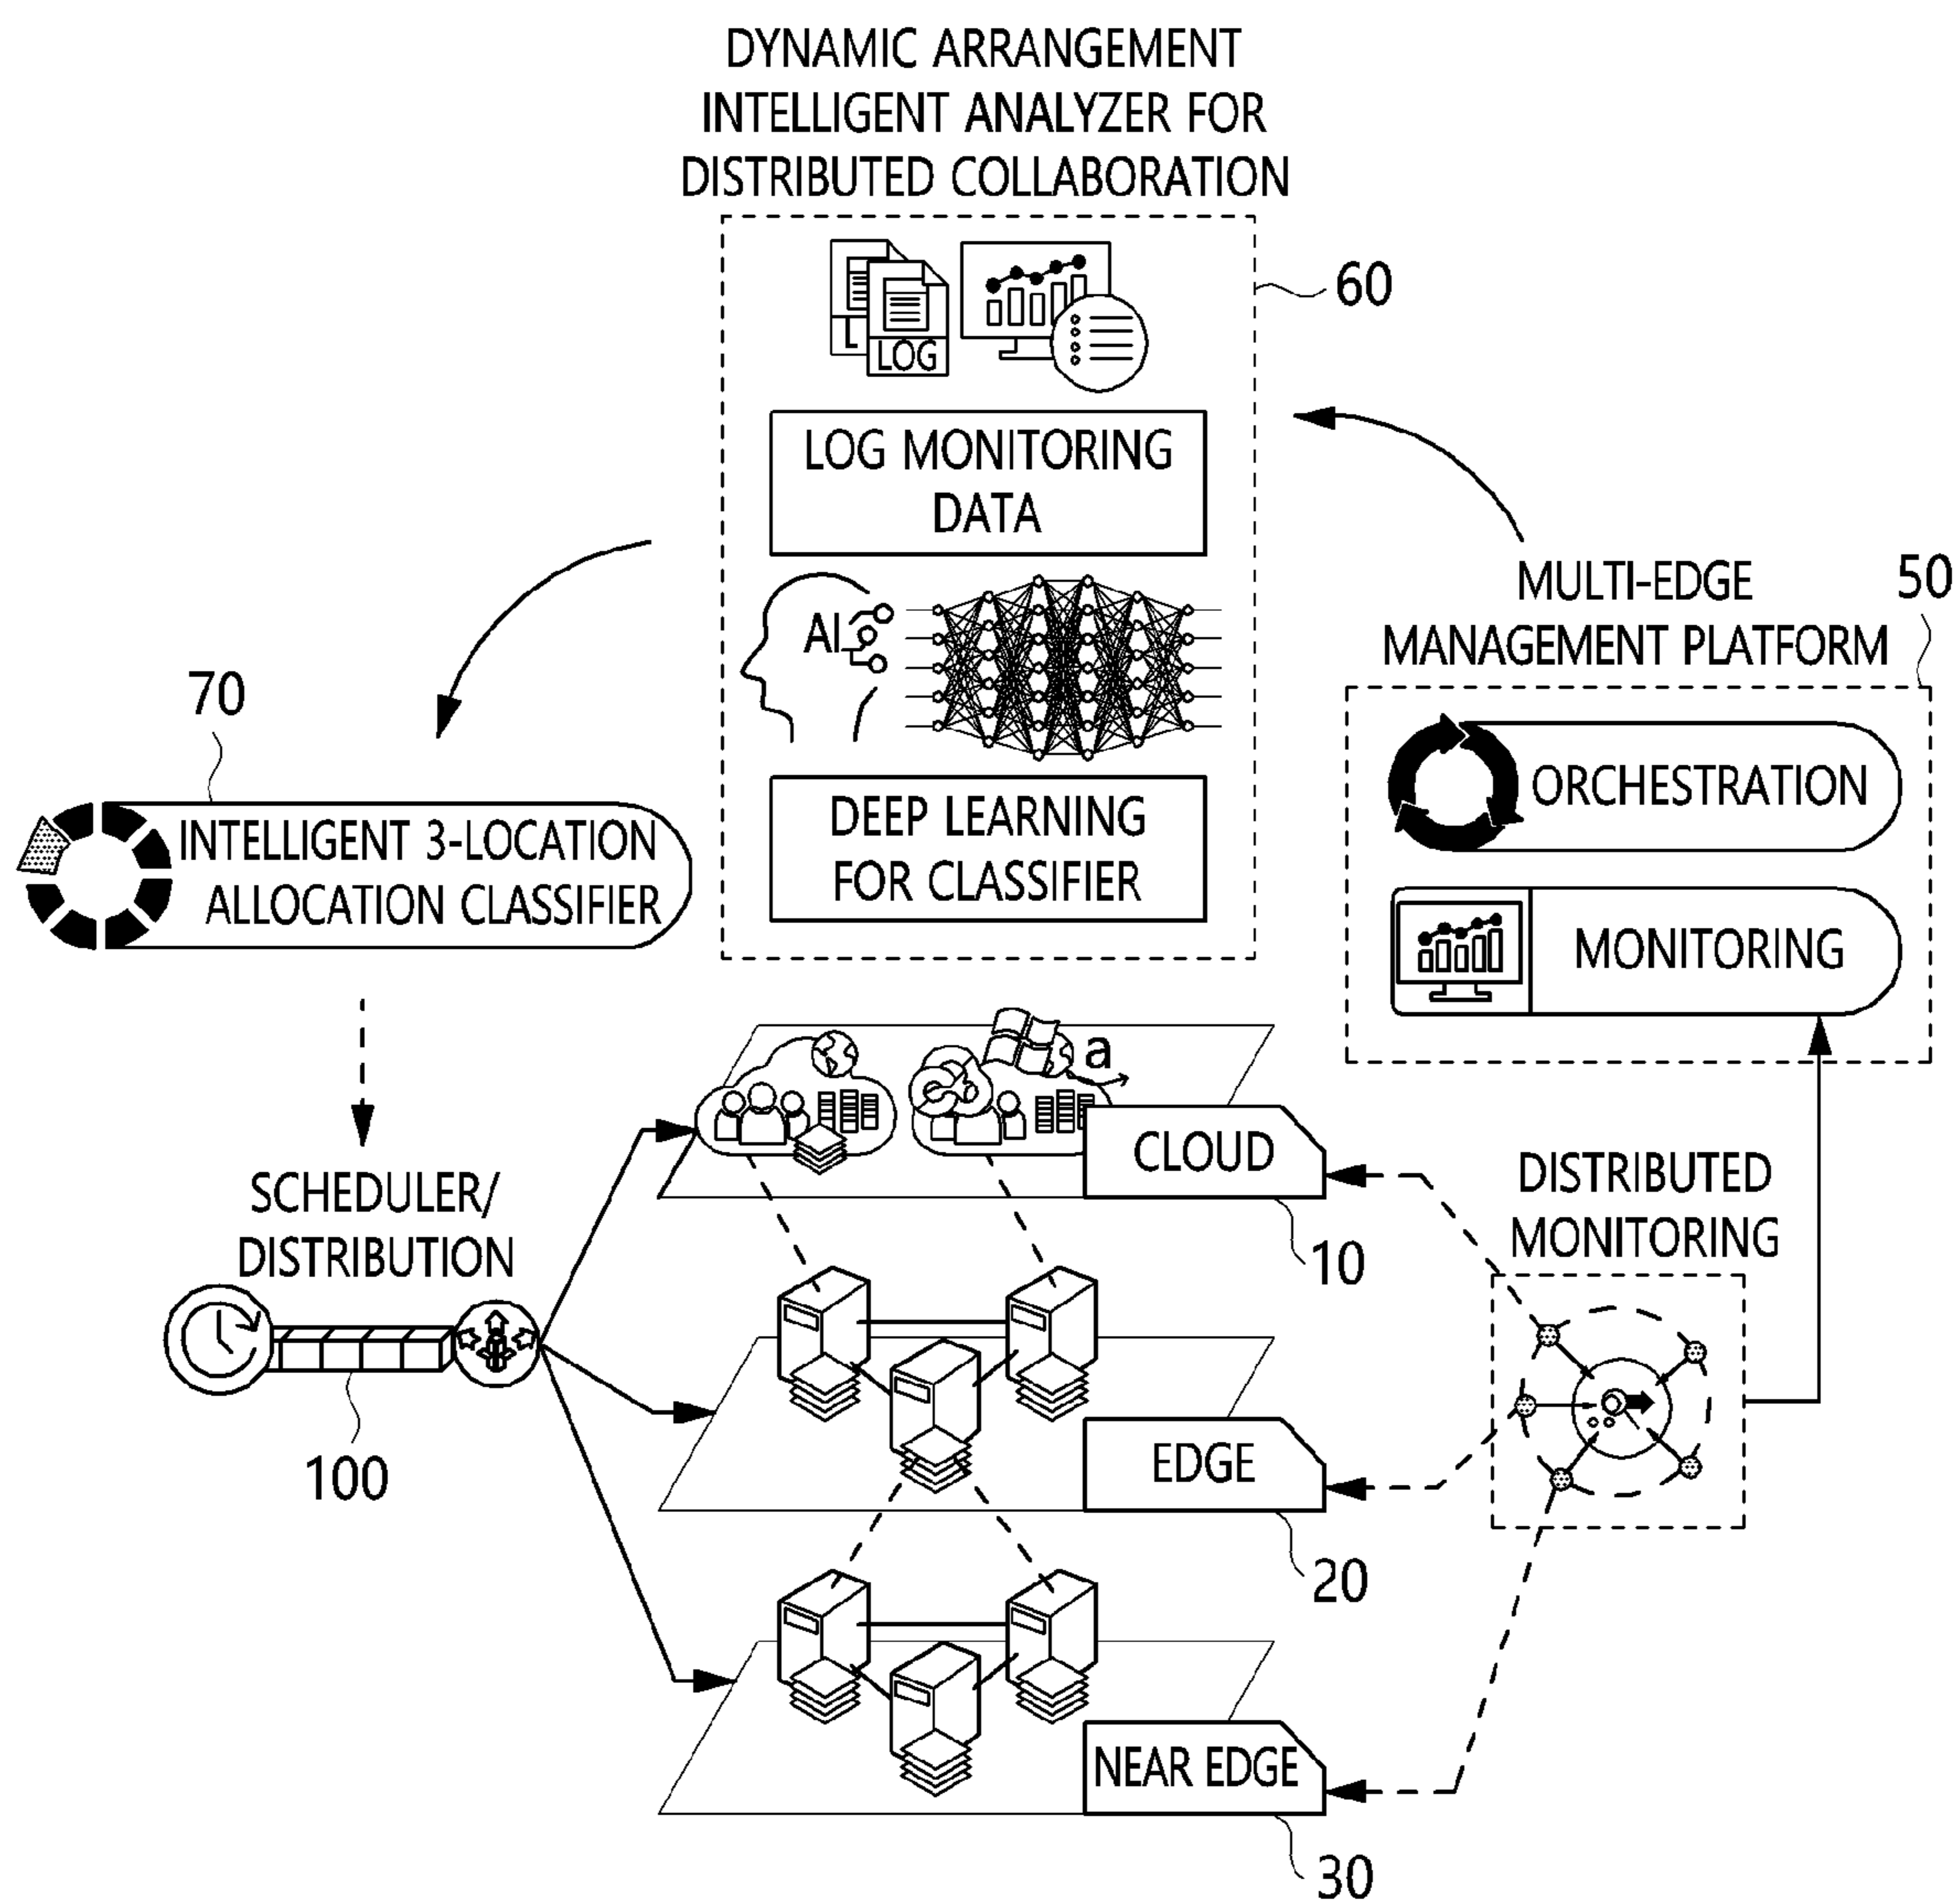 DYNAMIC ARRANGEMENT
INTELLIGENT ANALYZER FOR
DISTRIBUTED COLLABORATION
60
L
LOG
LOG MONITORING
DATA
AI
DEEP LEARNING
FOR CLASSIFIER
MULTI-EDGE
MANAGEMENT PLATFORM
50
ORCHESTRATION
MONITORING
70
INTELLIGENT 3-LOCATION
ALLOCATION CLASSIFIER
SCHEDULER/
DISTRIBUTION
100
a
CLOUD
10
EDGE
20
NEAR EDGE
30
DISTRIBUTED
MONITORING